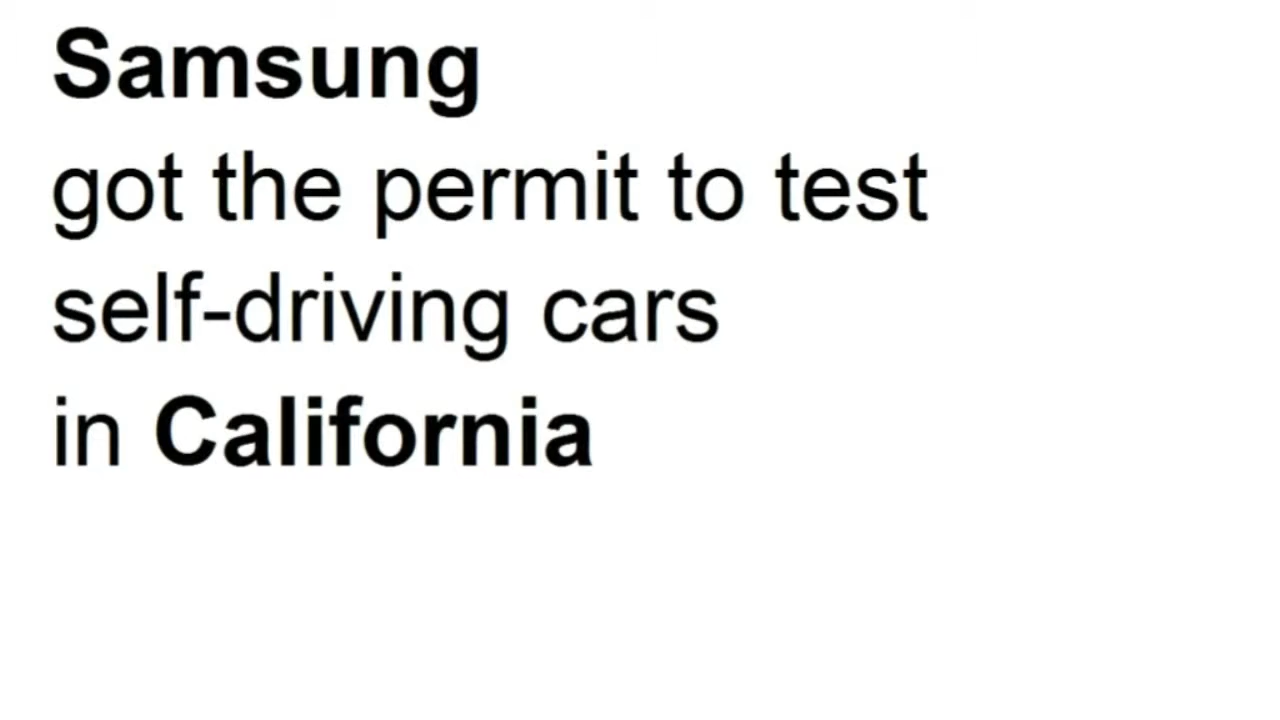 Samsung
got the permit to test
self-driving cars
in California